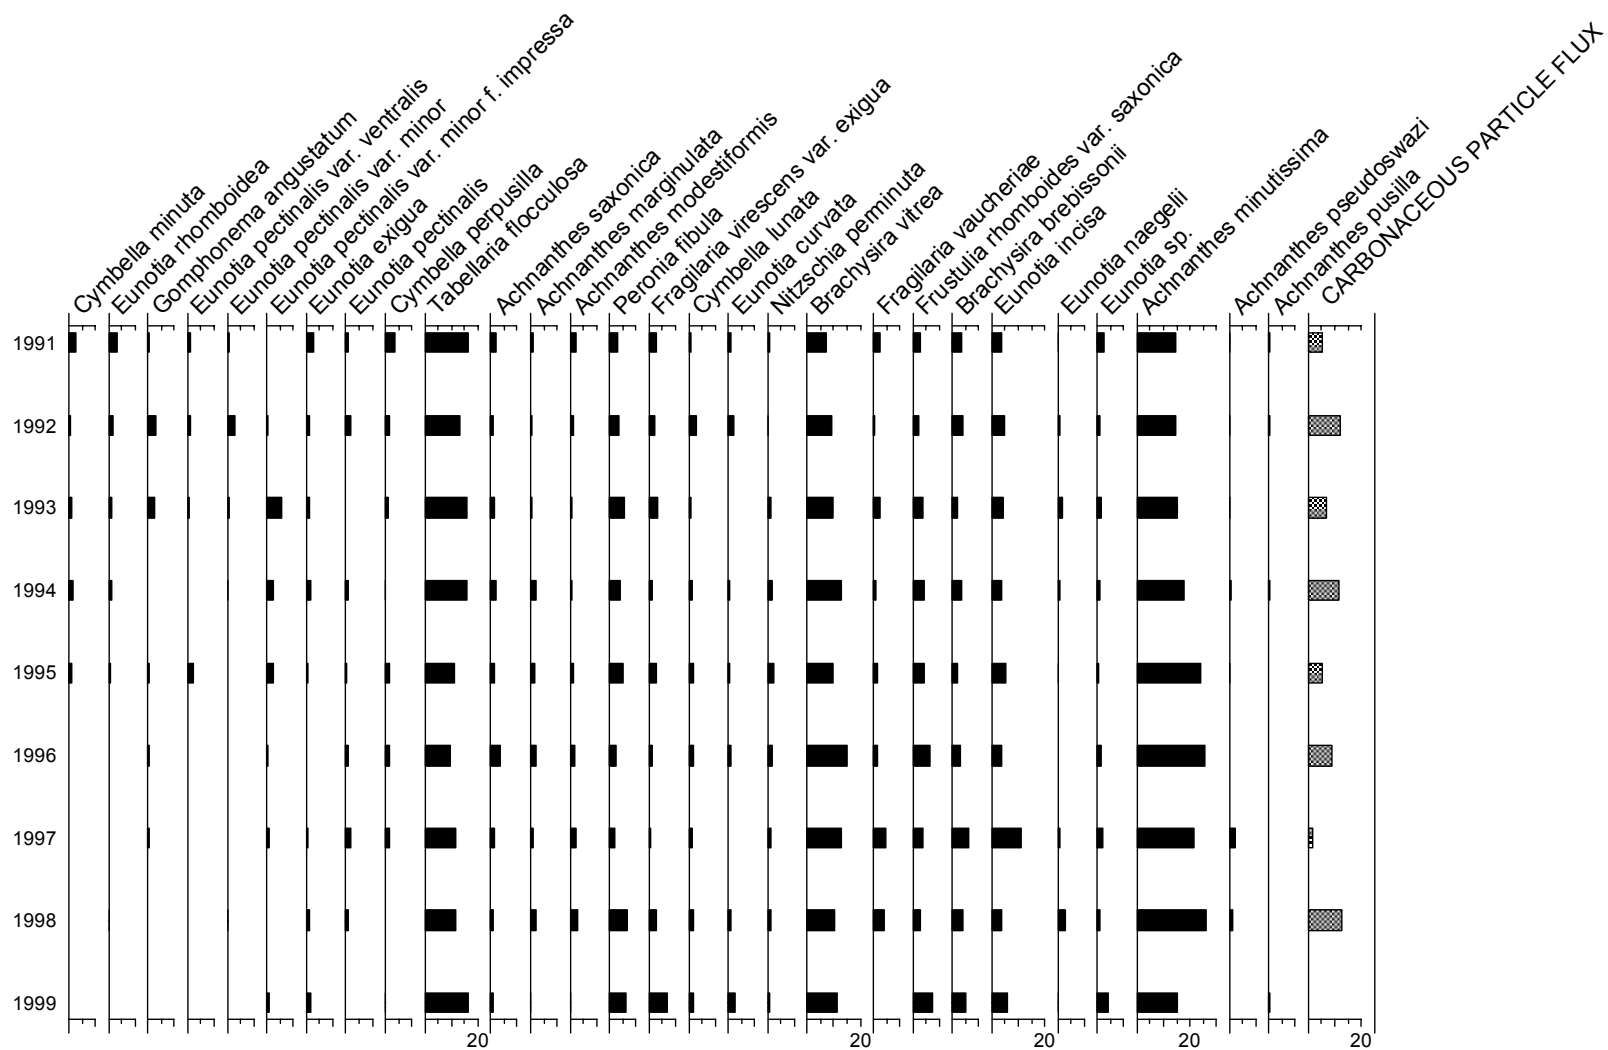 Cymbella minuta
Eunotia rhomboidea
Gomphonema angustatum
Eunotia pectinalis var. ventralis
Eunotia pectinalis var. minor
Eunotia pectinalis var. minor f. impressa
Eunotia exigua
Eunotia pectinalis
Cymbella perpusilla
Tabellaria flocculosa
Achnanthes saxonica
Achnanthes marginulata
Achnanthes modestiformis
Peronia fibula
Fragilaria virescens var. exigua
Cymbella lunata
Eunotia curvata
Nitzschia perminuta
Brachysira vitrea
Fragilaria vaucheriae
Frustulia rhomboides var. saxonica
Brachysira brebissonii
Eunotia incisa
Eunotia naegelii
Eunotia sp.
Achnanthes minutissima
Achnanthes pseudoswazi
Achnanthes pusilla
CARBONACEOUS PARTICLE FLUX
1991
1992
1993
1994
1995
1996
1997
1998
1999
20 20 20 20 20